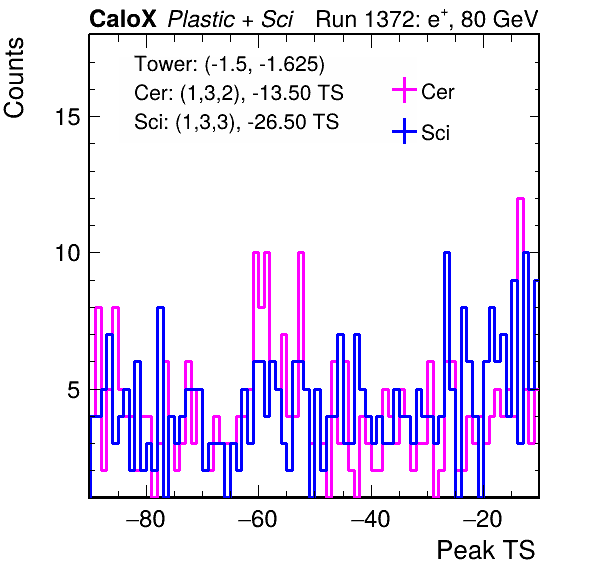 CaloX Plastic + Sci Run 1372: e+, 80 GeV
Counts
Tower: (-1.5, -1.625)
Cer: (1,3,2), -13.50 TS
Sci: (1,3,3), -26.50 TS
Cer
Sci
15
10
5
−80 −60 −40 −20
Peak TS